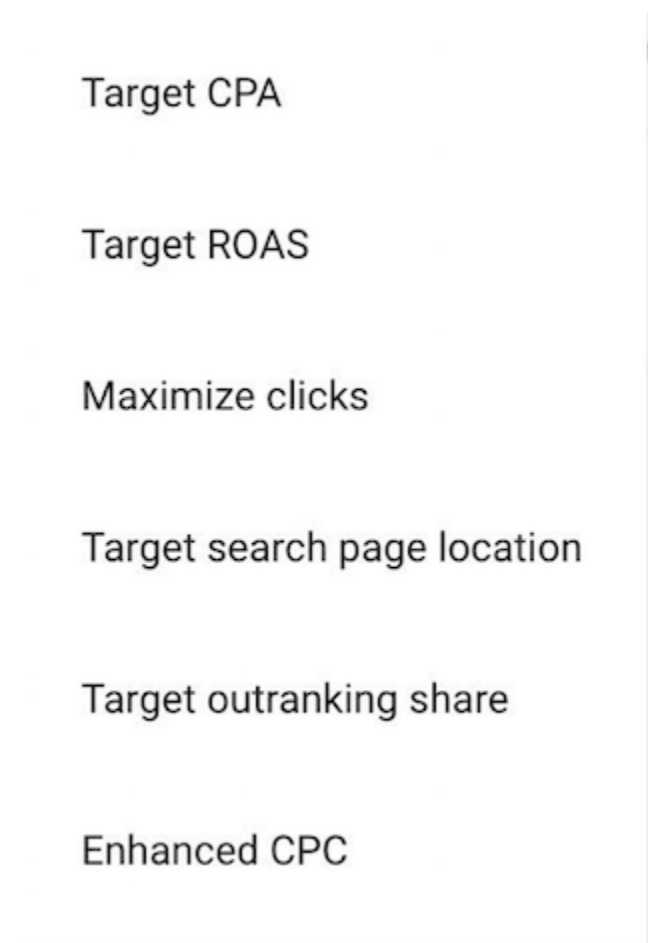 Target CPA
Target ROAS
Maximize clicks
Target search page location
Target outranking share
Enhanced CPC